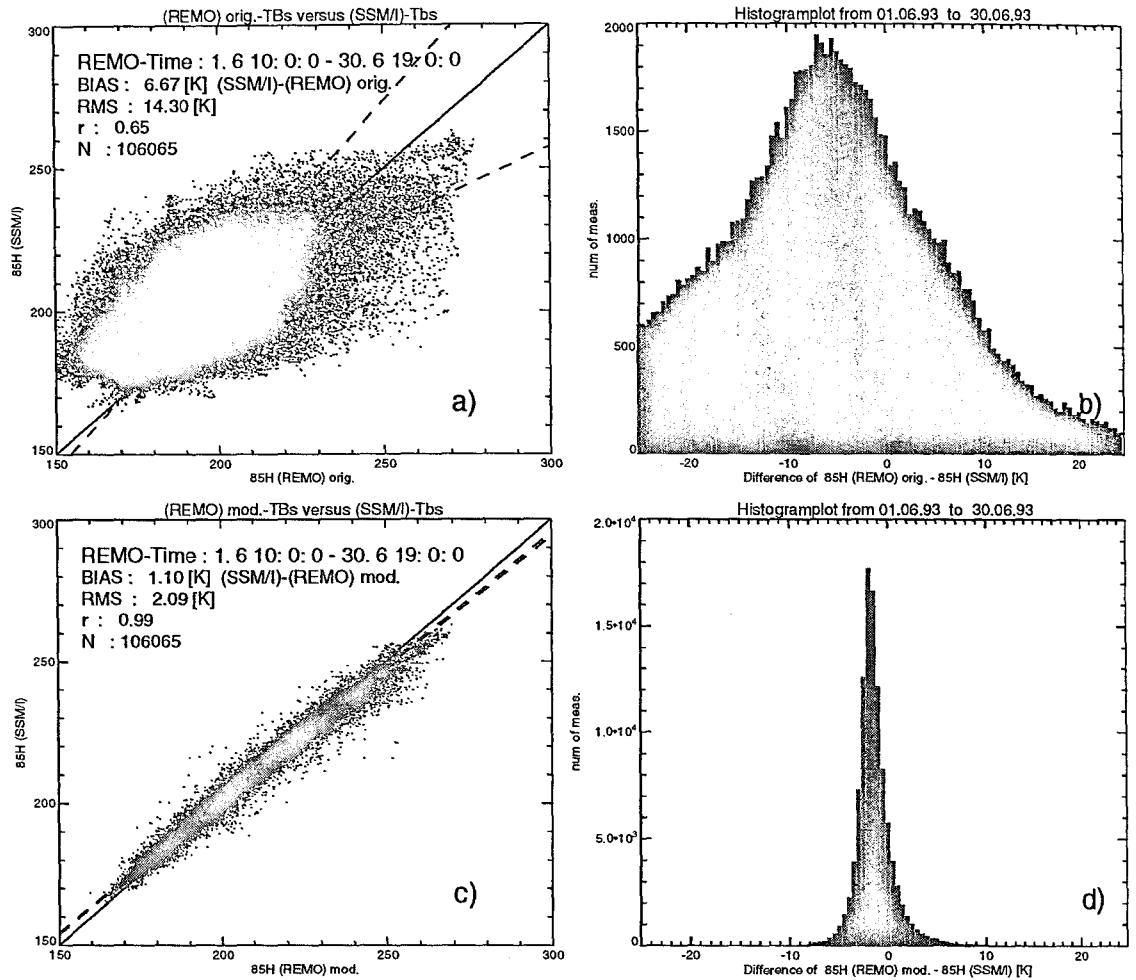 (REMO) orig.-TBs versus (SSM/I)-Tbs
300
250
200
150
85H (SSM/I)
REMO-Time : 1. 6 10: 0: 0 - 30. 6 19: 0: 0
BIAS : 6.67 [K] (SSM/I)-(REMO) orig.
RMS : 14.30 [K]
r : 0.65
N : 106065
a)
150 200 250 300
85H (REMO) orig.
Histogramplot from 01.06.93 to 30.06.93
2000
1500
1000
500
0
num of meas.
b)
-20 -10 0 10 20
Difference of 85H (REMO) orig. - 85H (SSM/I) [K]
(REMO) mod.-TBs versus (SSM/I)-Tbs
300
250
200
150
85H (SSM/I)
REMO-Time : 1. 6 10: 0: 0 - 30. 6 19: 0: 0
BIAS : 1.10 [K] (SSM/I)-(REMO) mod.
RMS : 2.09 [K]
r : 0.99
N : 106065
c)
150 200 250 300
85H (REMO) mod.
Histogramplot from 01.06.93 to 30.06.93
2.0•10⁴
1.5•10⁴
1.0•10⁴
5.0•10³
0
num of meas.
d)
-20 -10 0 10 20
Difference of 85H (REMO) mod. - 85H (SSM/I) [K]